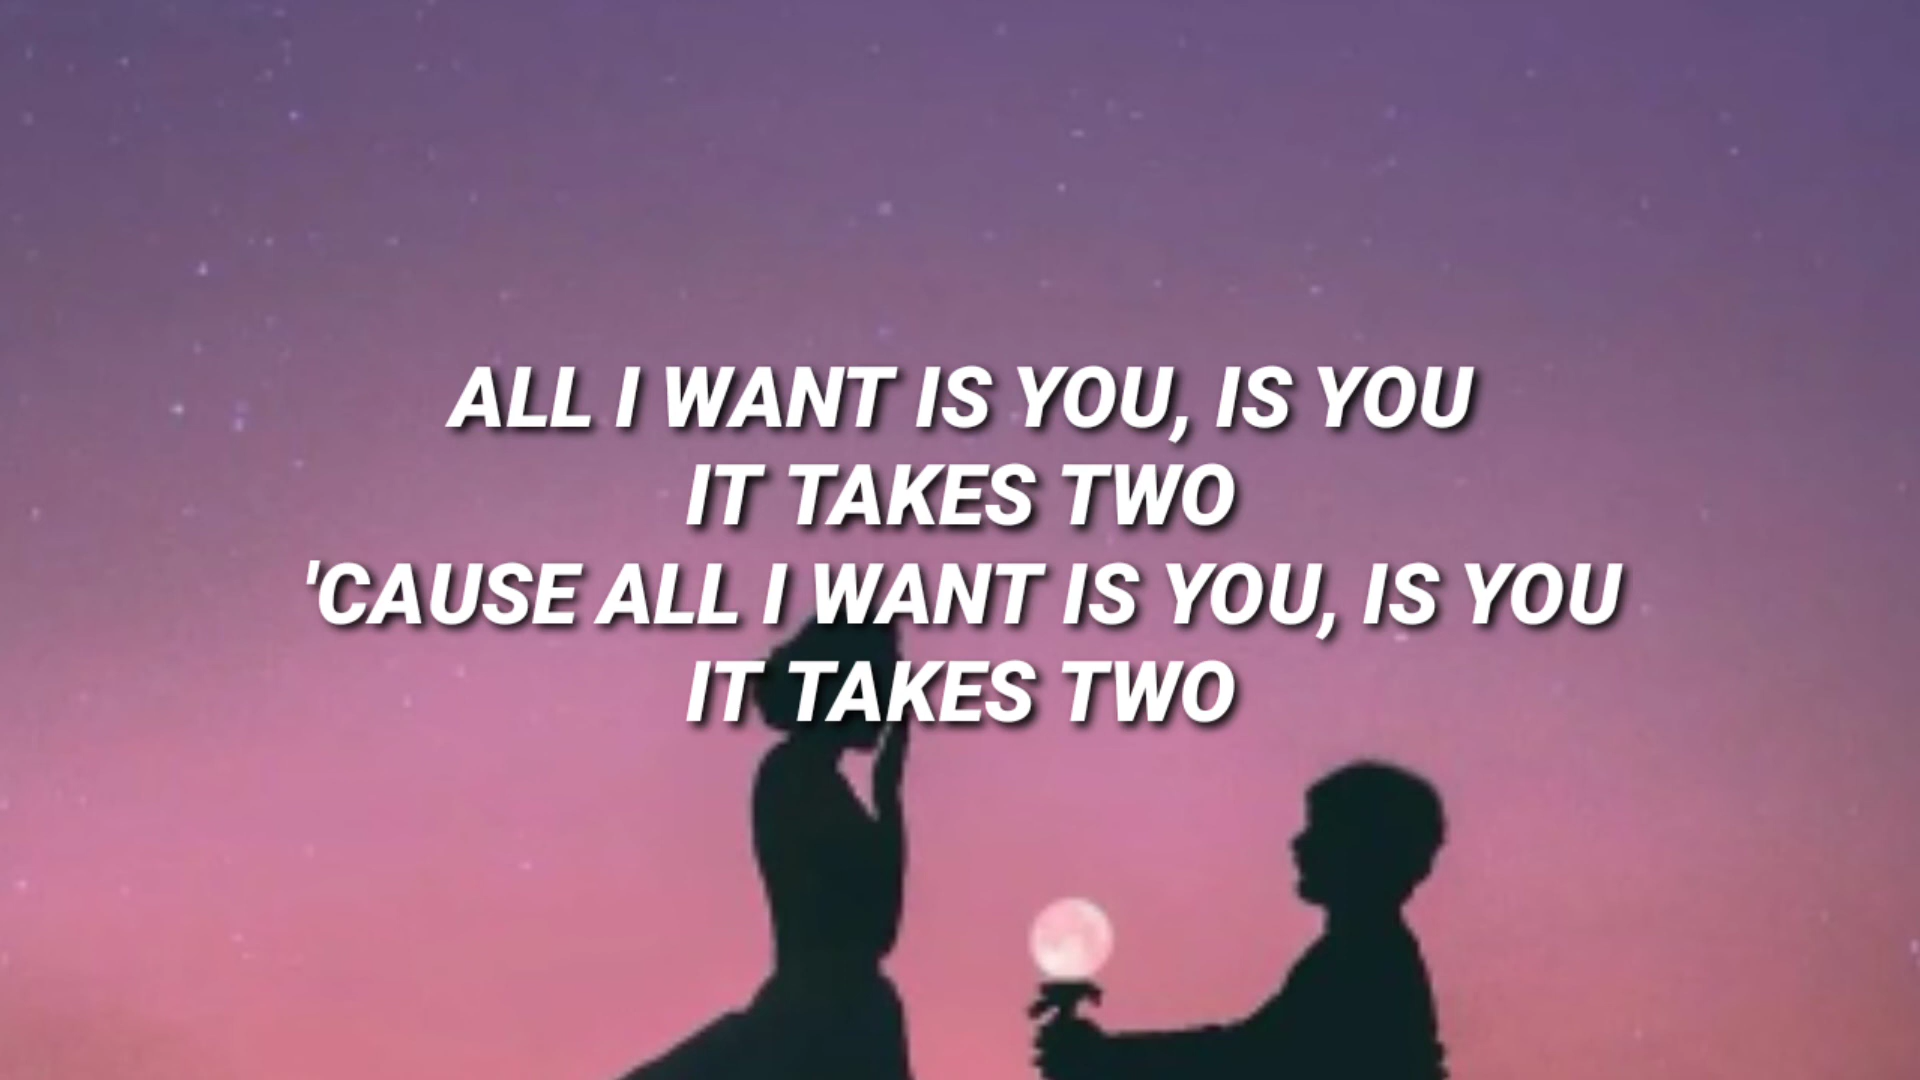 ALL I WANT IS YOU, IS YOU
IT TAKES TWO
'CAUSE ALL I WANT IS YOU, IS YOU
IT TAKES TWO